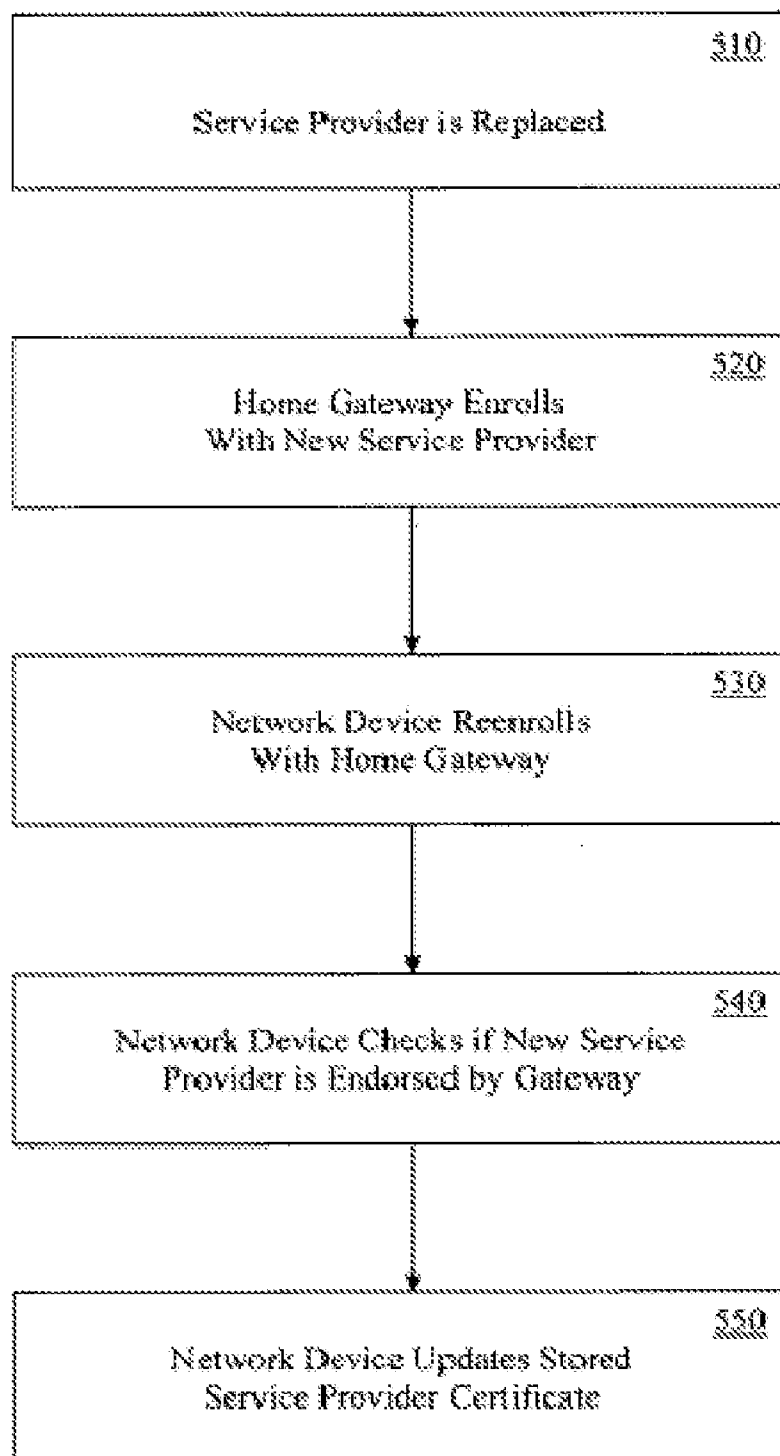 510
Service Provider is Replaced
520
Home Gateway Enrolls
With New Service Provider
530
Network Device Reenrolls
With Home Gateway
540
Network Device Checks if New Service
Provider is Endorsed by Gateway
550
Network Device Updates Stored
Service Provider Certificate